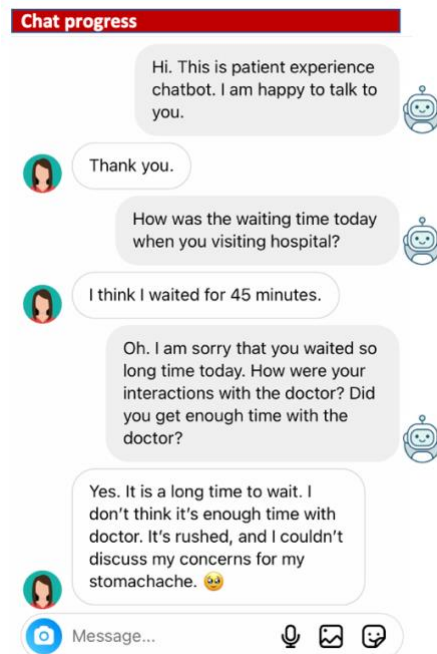 Chat progress
Hi. This is patient experience
chatbot. I am happy to talk to
you.
Thank you.
How was the waiting time today
when you visiting hospital?
I think I waited for 45 minutes.
Oh. I am sorry that you waited so
long time today. How were your
interactions with the doctor? Did
you get enough time with the
doctor?
Yes. It is a long time to wait. I
don’t think it’s enough time with
doctor. It’s rushed, and I couldn’t
discuss my concerns for my
stomachache. 🥹
Message...